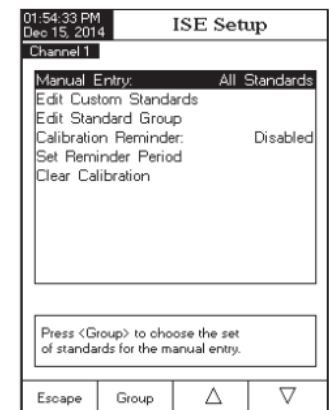 01:54:33 PM
Dec 15, 2014
ISE Setup
Channel 1
Manual Entry: All Standards
Edit Custom Standards
Edit Standard Group
Calibration Reminder: Disabled
Set Reminder Period
Clear Calibration
Press <Group> to choose the set
of standards for the manual entry.
Escape Group △ ▽